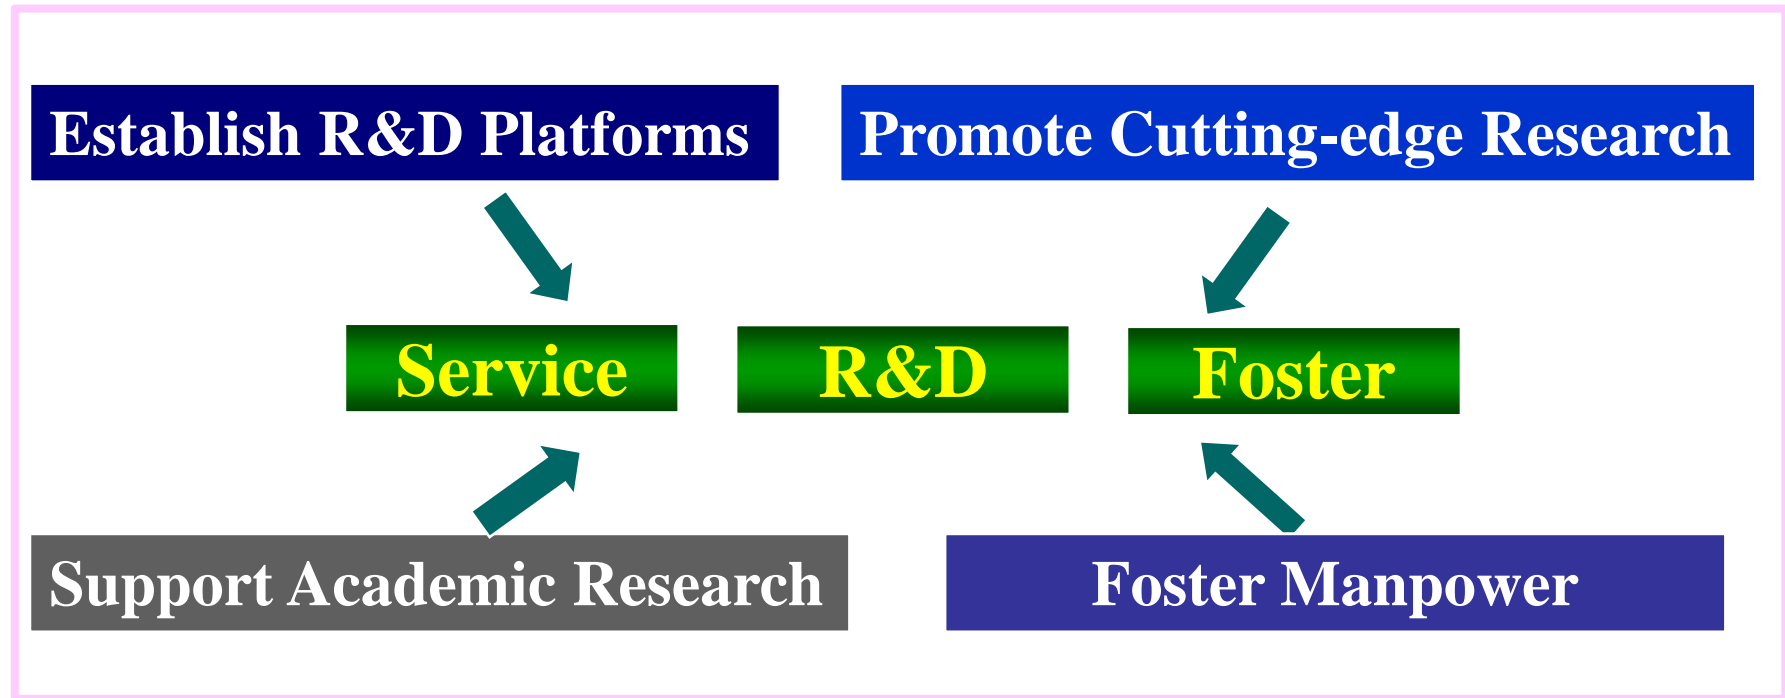 Establish R&D Platforms
Promote Cutting-edge Research
Service
R&D
Foster
Support Academic Research
Foster Manpower